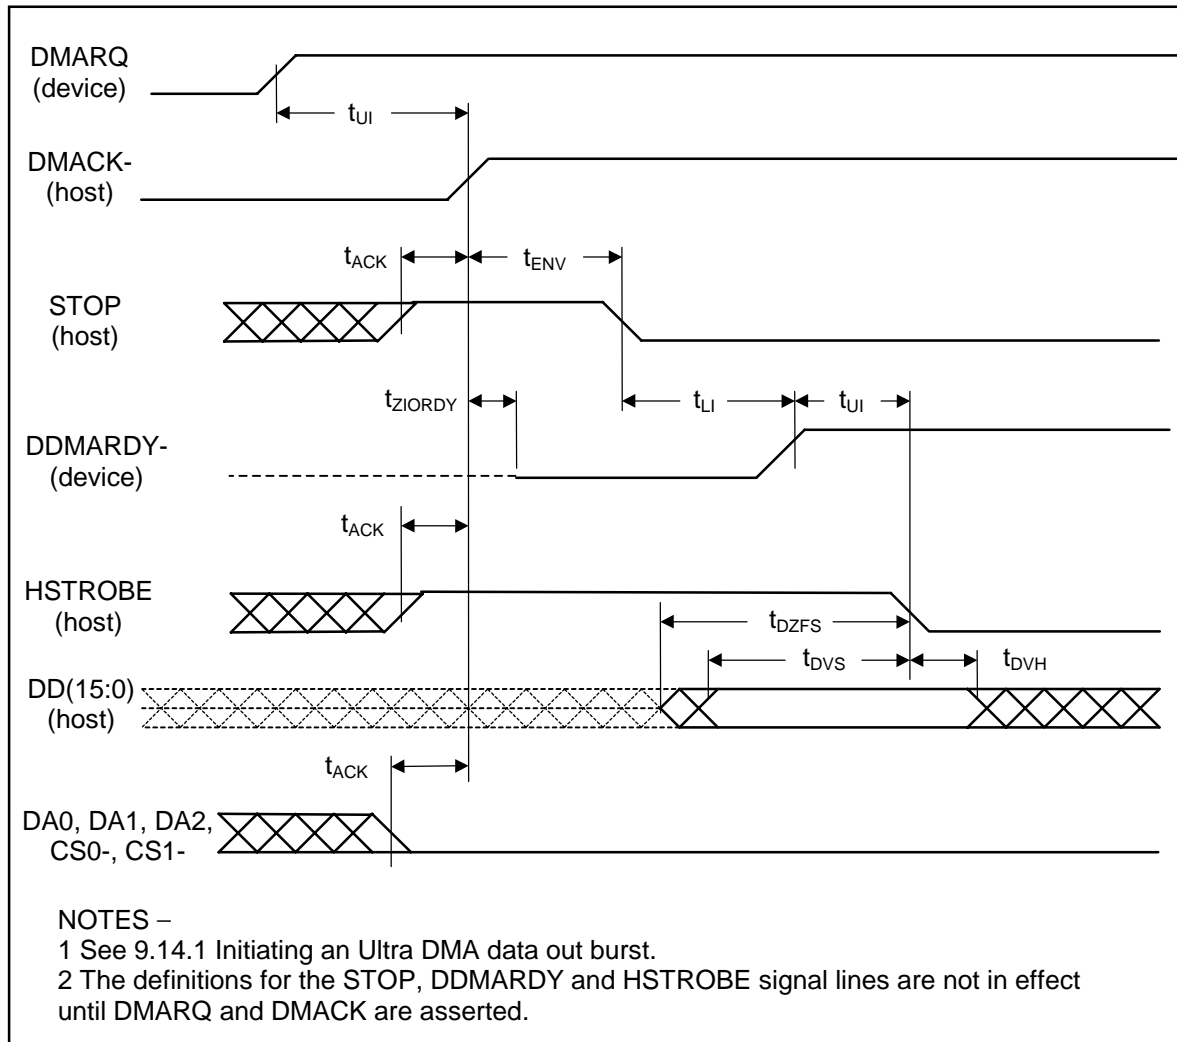 DMARQ
(device)
tUI
DMACK-
(host)
tACK
tENV
STOP
(host)
tZIORDY
tLI
tUI
DDMARDY-
(device)
tACK
HSTROBE
(host)
tDZFS
tDVS
tDVH
DD(15:0)
(host)
tACK
DA0, DA1, DA2,
CS0-, CS1-
NOTES –
1 See 9.14.1 Initiating an Ultra DMA data out burst.
2 The definitions for the STOP, DDMARDY and HSTROBE signal lines are not in effect
until DMARQ and DMACK are asserted.